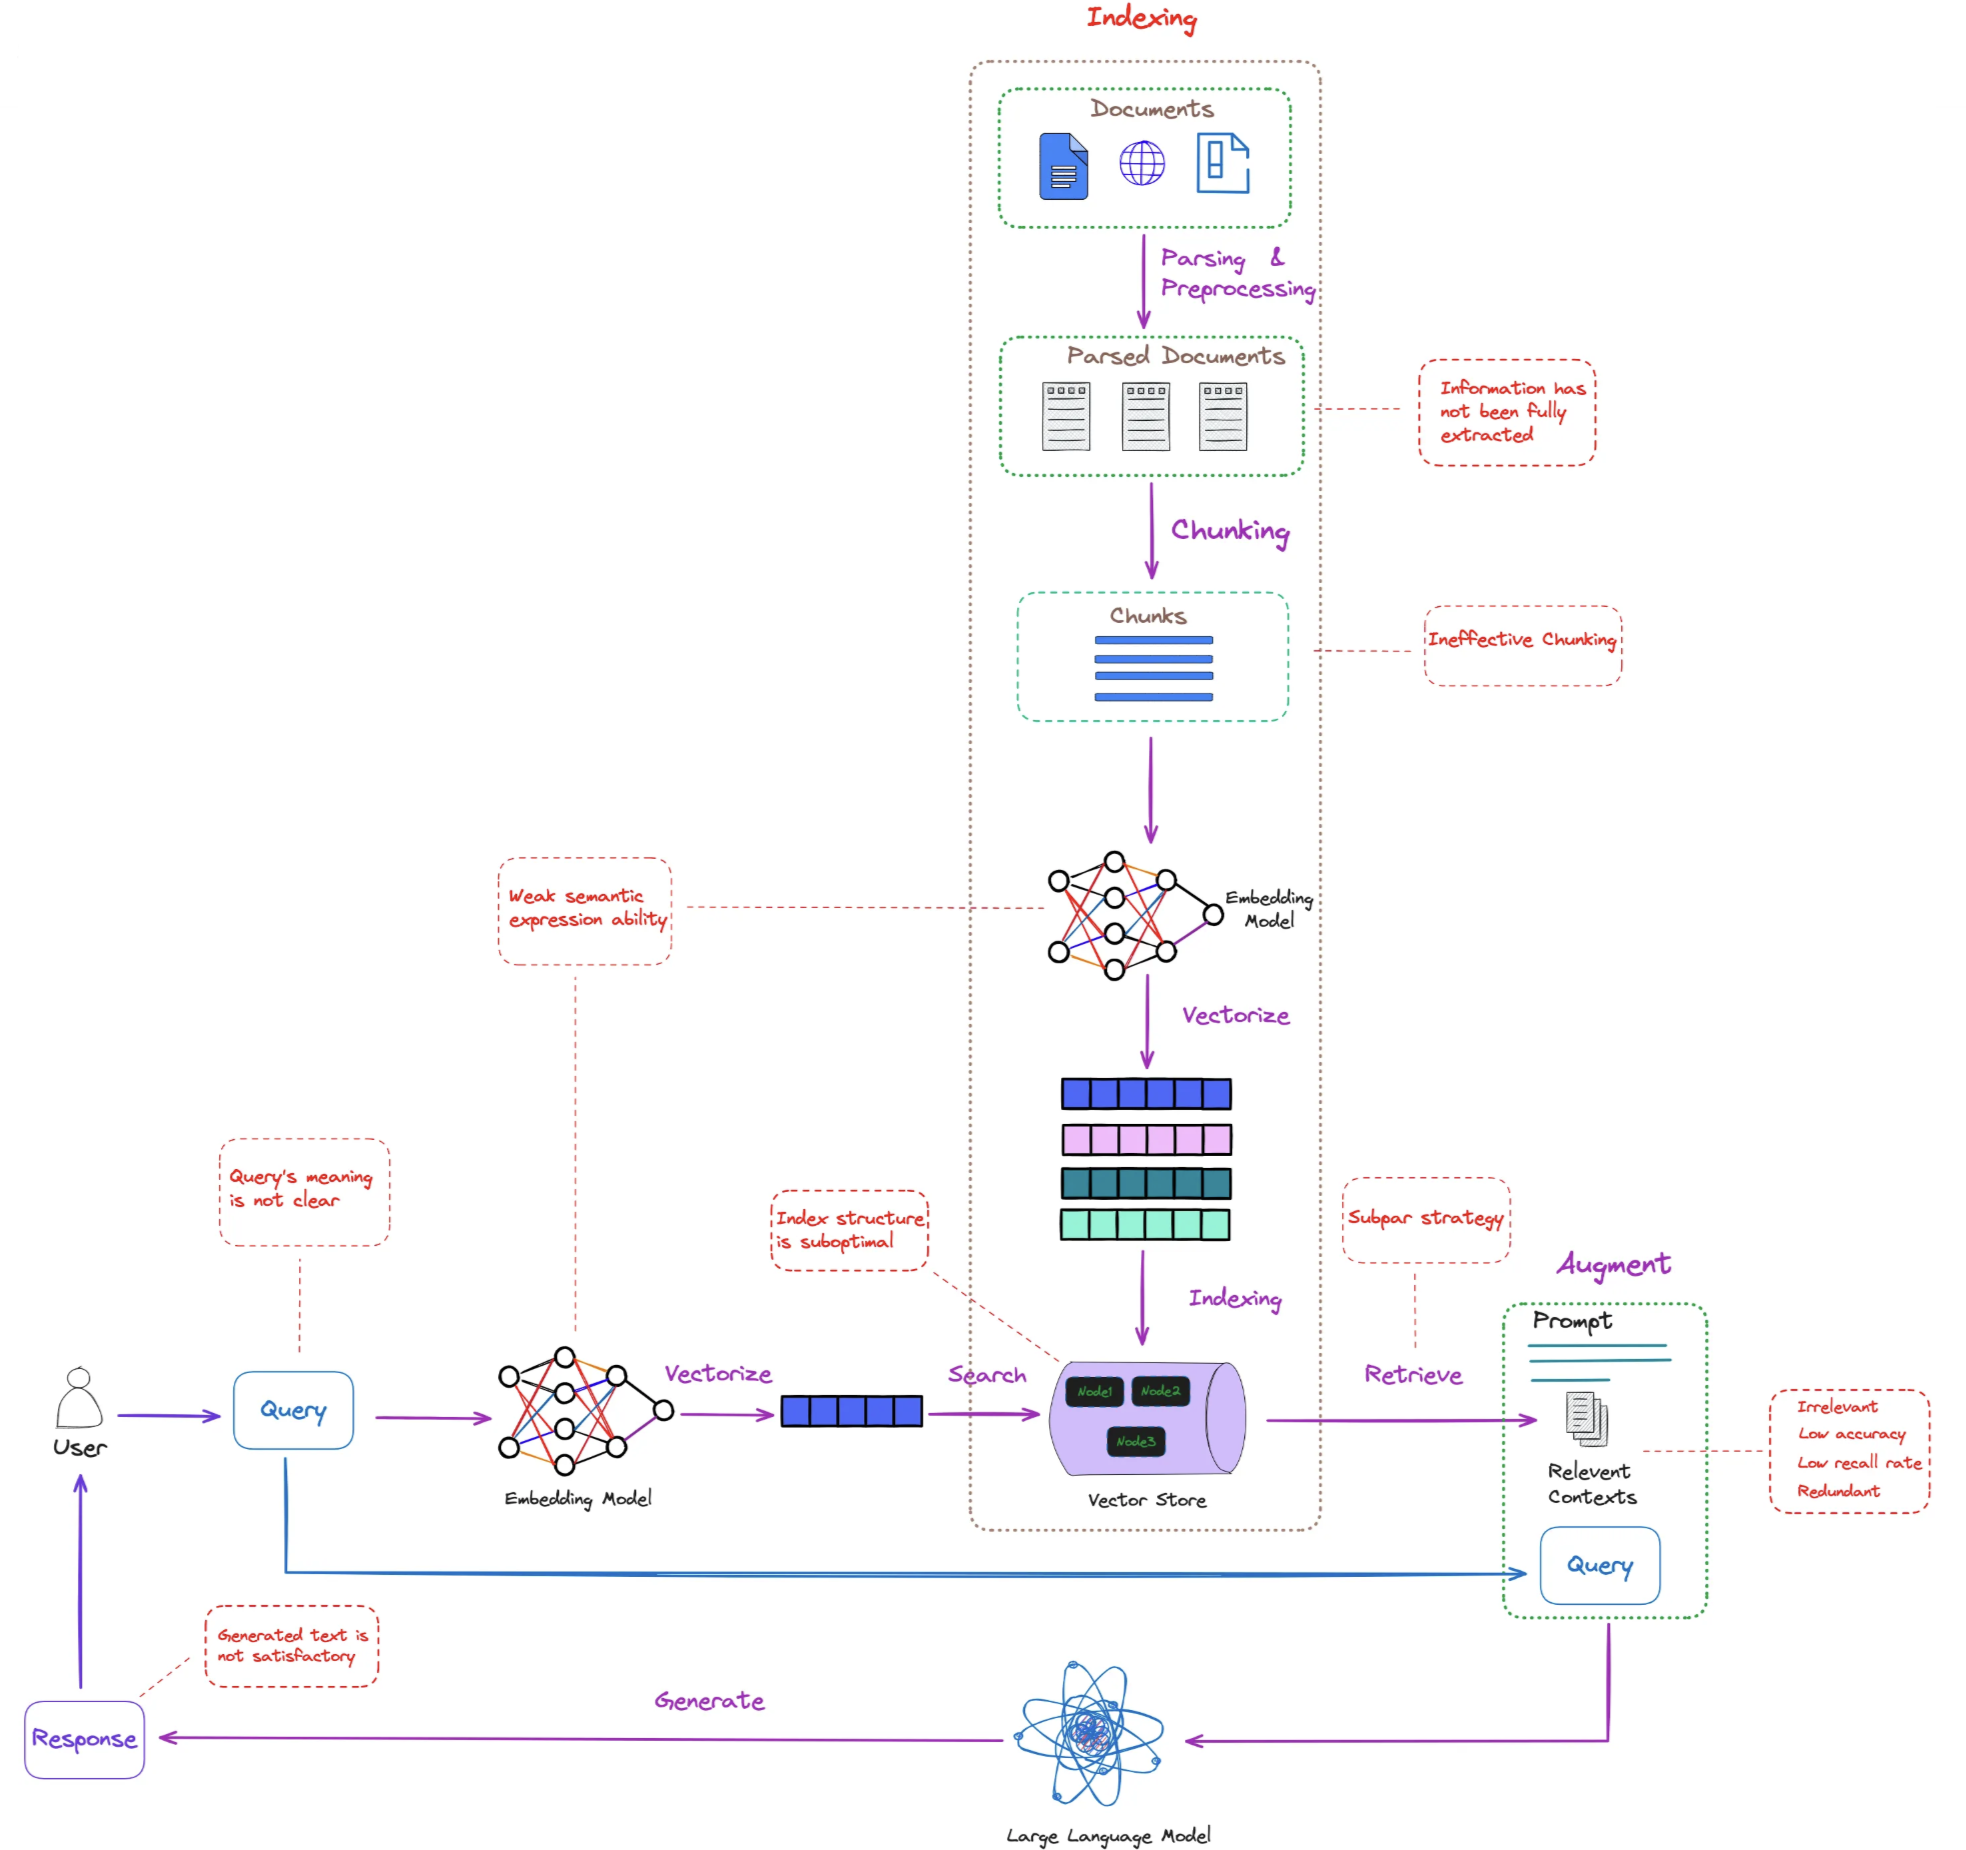 Indexing
Documents
Parsing &
Preprocessing
Parsed Documents
Information has
not been fully
extracted
Chunking
Chunks
Ineffective Chunking
Weak semantic
expression ability
Embedding
Model
Vectorize
Query's meaning
is not clear
Index structure
is suboptimal
Subpar strategy
Indexing
Augment
Prompt
User
Query
Embedding Model
Vectorize
Search
Node1
Node2
Node3
Vector Store
Retrieve
Relevent
Contexts
Irrelevant
Low accuracy
Low recall rate
Redundant
Query
Generated text is
not satisfactory
Response
Generate
Large Language Model